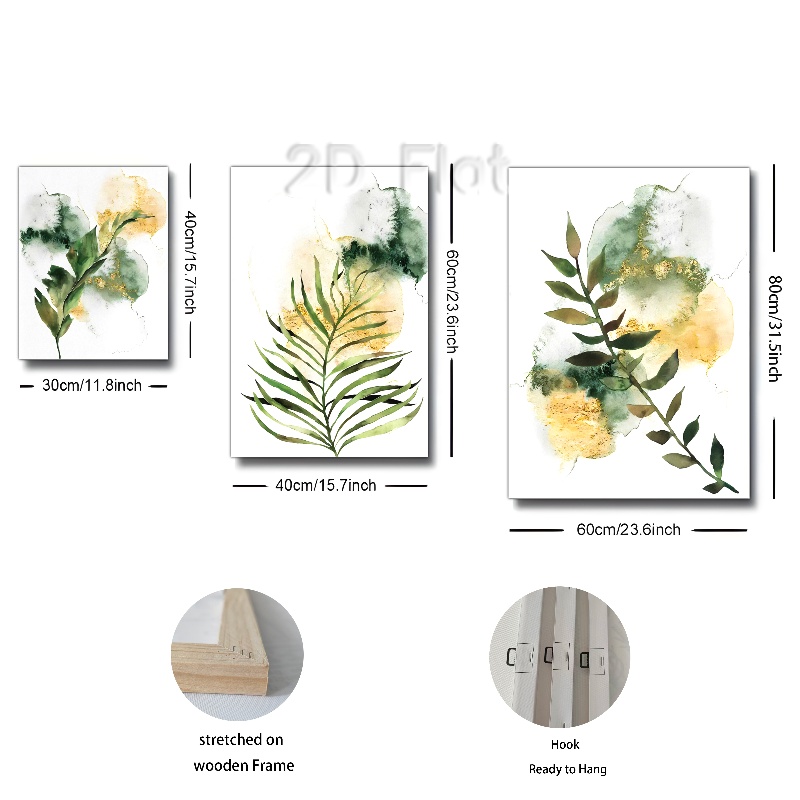 2D Flat
40cm/15.7inch
30cm/11.8inch
60cm/23.6inch
40cm/15.7inch
80cm/31.5inch
60cm/23.6inch
stretched on
wooden Frame
Hook
Ready to Hang